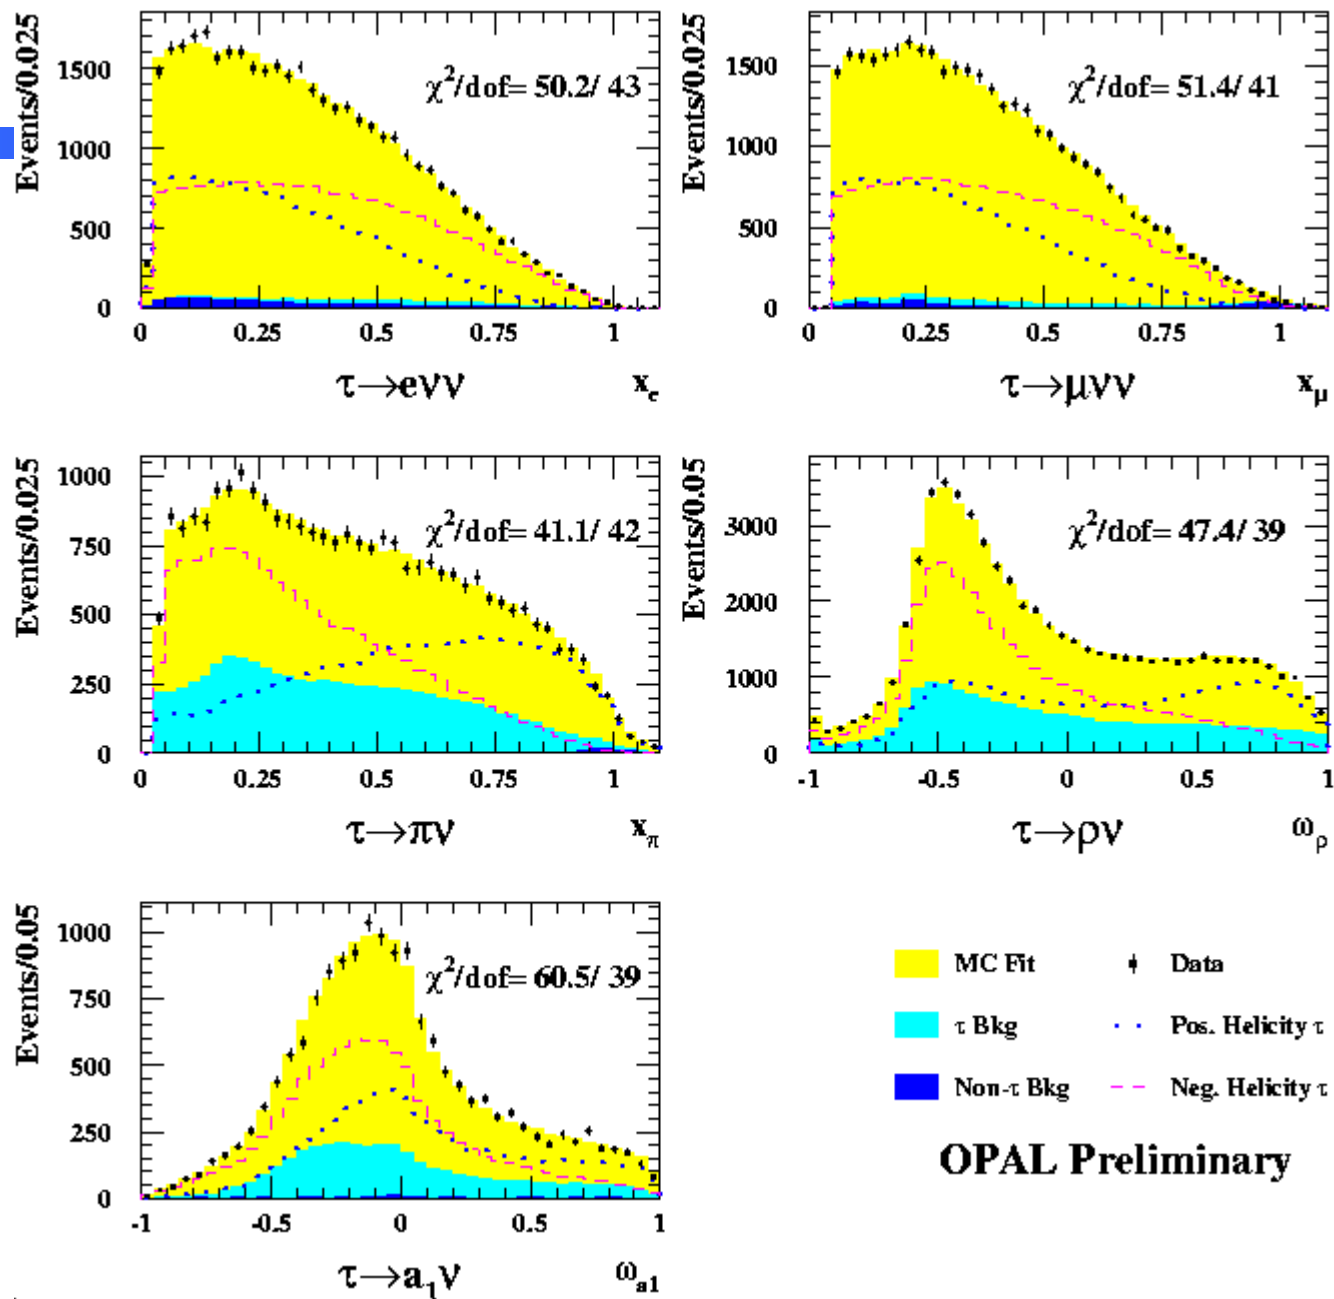 Events/0.025
1500
1000
500
0
χ²/dof= 50.2/ 43
0 0.25 0.5 0.75 1
τ→eνν x_e
Events/0.025
1500
1000
500
0
χ²/dof= 51.4/ 41
0 0.25 0.5 0.75 1
τ→μνν x_μ
Events/0.025
1000
750
500
250
0
χ²/dof= 41.1/ 42
0 0.25 0.5 0.75 1
τ→πν x_π
Events/0.05
3000
2000
1000
0
χ²/dof= 47.4/ 39
-1 -0.5 0 0.5 1
τ→ρν ω_ρ
Events/0.05
1000
750
500
250
0
χ²/dof= 60.5/ 39
-1 -0.5 0 0.5 1
τ→a₁ν ω_a1
MC Fit Data
τ Bkg Pos. Helicity τ
Non-τ Bkg Neg. Helicity τ
OPAL Preliminary